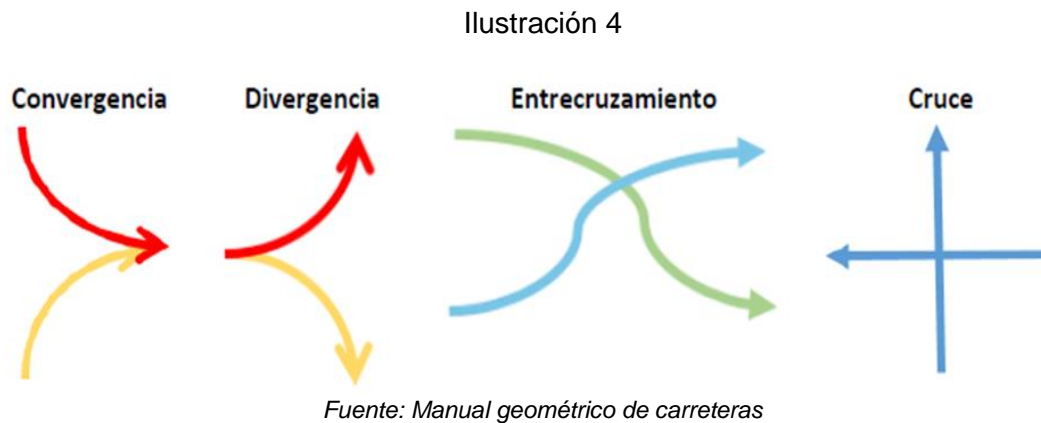 Ilustración 4
Convergencia Divergencia Entrecruzamiento Cruce
Fuente: Manual geométrico de carreteras